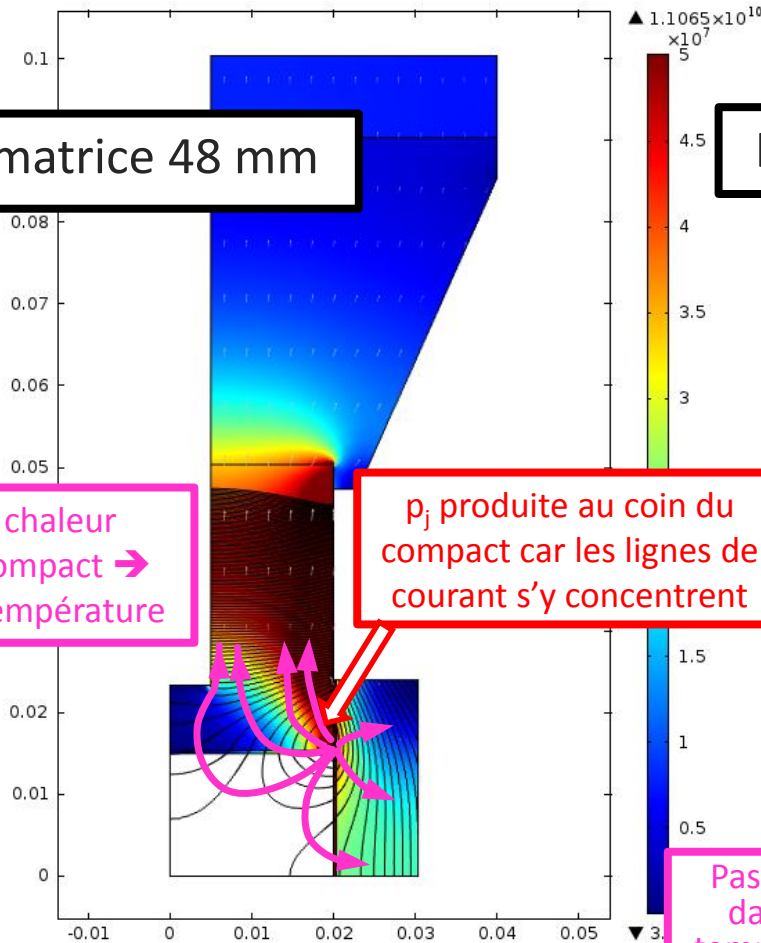 1.1065×10¹⁰
×10⁷
0.1
0.08
0.07
0.06
0.05
0.02
0.01
0
-0.01
0
0.01
0.02
0.03
0.04
0.05
5
4.5
4
3.5
3
1.5
1
0.5
3.
matrice 48 mm
chaleur
ompact ➔
empérature
pⱼ produite au coin du
compact car les lignes de
courant s'y concentrent
Pas
da